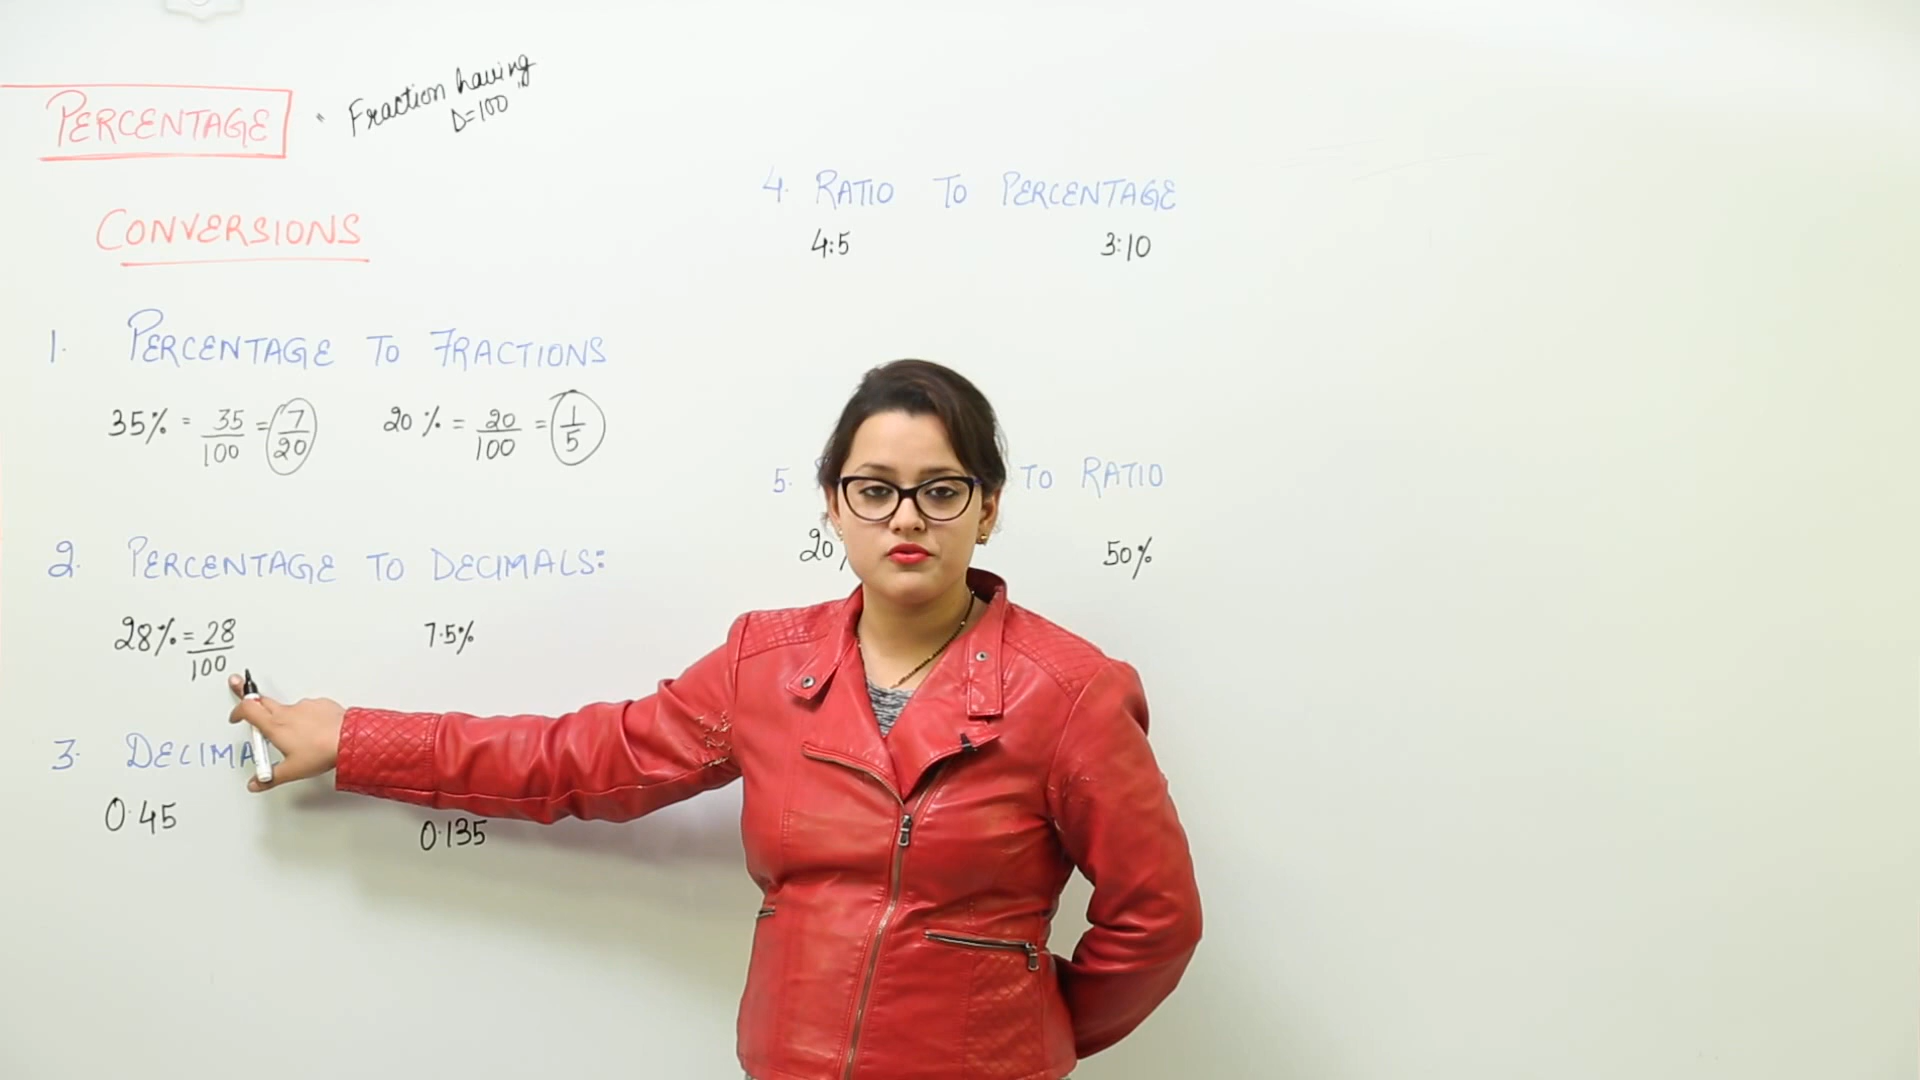 PERCENTAGE
" Fraction having
D=100
CONVERSIONS
1. PERCENTAGE TO FRACTIONS
35% = 35/100 = 7/20
20% = 20/100 = 1/5
2. PERCENTAGE TO DECIMALS:
28% = 28/100
7.5%
3.
0.45
0.135
4. RATIO TO PERCENTAGE
4:5
3:10
5. TO RATIO
20
50%